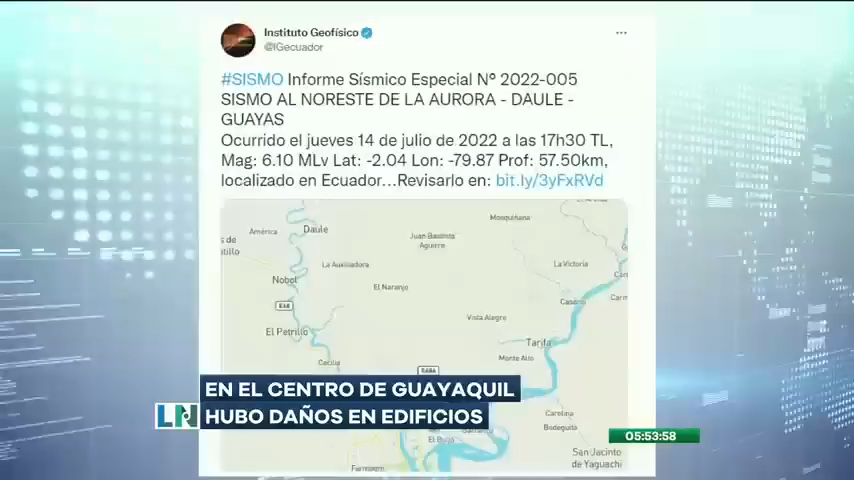 Instituto Geofísico
@IGecuador
#SISMO Informe Sísmico Especial N° 2022-005
SISMO AL NORESTE DE LA AURORA - DAULE -
GUAYAS
Ocurrido el jueves 14 de julio de 2022 a las 17h30 TL,
Mag: 6.10 MLv Lat: -2.04 Lon: -79.87 Prof: 57.50km,
localizado en Ecuador...Revisarlo en: bit.ly/3yFxRVd
Mosquiñana
América
Daule
Juan Bautista
Aguirre
s de
La Auxiliadora
La Victoria
Nobol
El Naranjo
Casario
E48
Vista Alegre
El Petrillo
Tarifa
Monte Alto
Cecilia
EN EL CENTRO DE GUAYAQUIL
LN
HUBO DAÑOS EN EDIFICIOS
Carolina
Bodeguita
05:53:58
San Jacinto
de Yaguachi